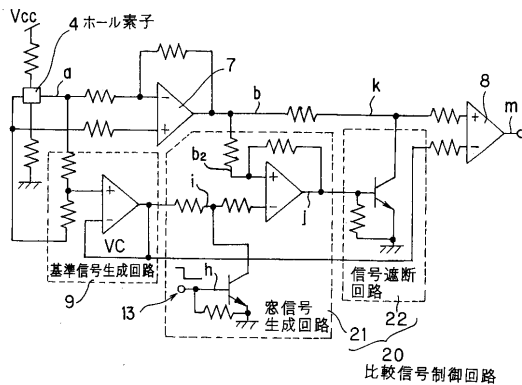 Vcc
4 ホール素子
a
7
b
k
8
m
b2
i
j
VC
基準信号生成回路
9
h
13
窓信号
生成回路
信号遮断
回路
21
22
20
比較信号制御回路